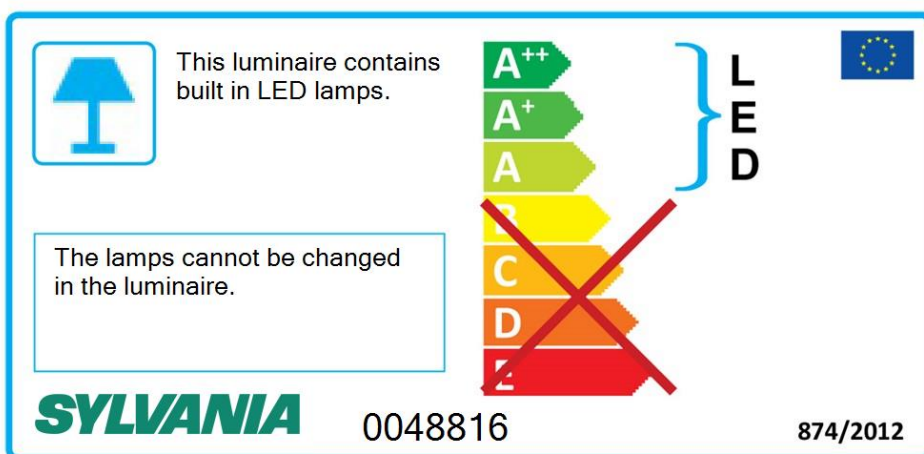 This luminaire contains
built in LED lamps.
A++
A+
A
B
C
D
E
L
E
D
The lamps cannot be changed
in the luminaire.
SYLVANIA
0048816
874/2012